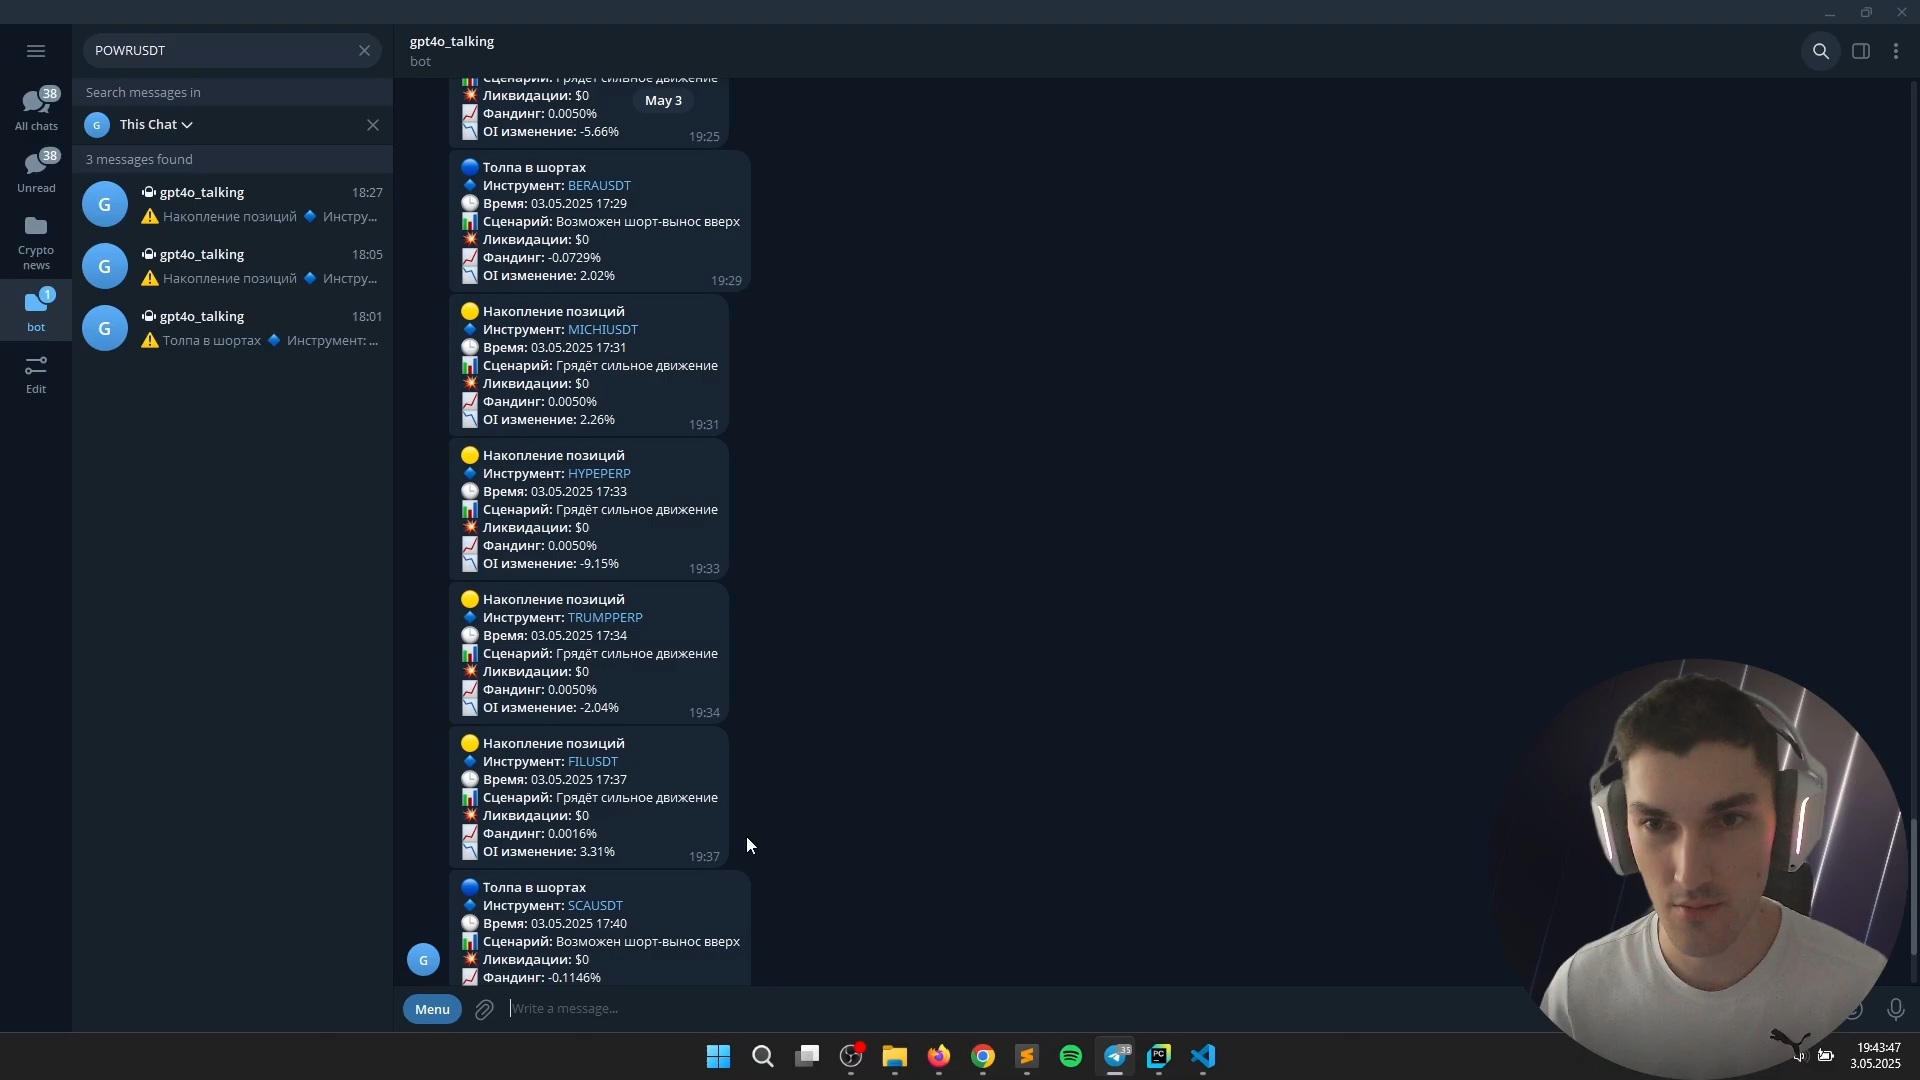 POWRUSDT
Search messages in
G
This Chat
3 messages found
G
gpt4o_talking
18:27
Накопление позиций
Инстру...
G
gpt4o_talking
18:05
Накопление позиций
Инстру...
G
gpt4o_talking
18:01
Толпа в шортах
Инструмент: ...
38
All chats
38
Unread
Crypto
news
1
bot
Edit
gpt4o_talking
bot
May 3
Сценарий: Грядёт сильное движение
Ликвидации: $0
Фандинг: 0.0050%
OI изменение: -5.66%
19:25
Толпа в шортах
Инструмент: BERAUSDT
Время: 03.05.2025 17:29
Сценарий: Возможен шорт-вынос вверх
Ликвидации: $0
Фандинг: -0.0729%
OI изменение: 2.02%
19:29
Накопление позиций
Инструмент: MICHIUSDT
Время: 03.05.2025 17:31
Сценарий: Грядёт сильное движение
Ликвидации: $0
Фандинг: 0.0050%
OI изменение: 2.26%
19:31
Накопление позиций
Инструмент: HYPEPERP
Время: 03.05.2025 17:33
Сценарий: Грядёт сильное движение
Ликвидации: $0
Фандинг: 0.0050%
OI изменение: -9.15%
19:33
Накопление позиций
Инструмент: TRUMPPERP
Время: 03.05.2025 17:34
Сценарий: Грядёт сильное движение
Ликвидации: $0
Фандинг: 0.0050%
OI изменение: -2.04%
19:34
Накопление позиций
Инструмент: FILUSDT
Время: 03.05.2025 17:37
Сценарий: Грядёт сильное движение
Ликвидации: $0
Фандинг: 0.0016%
OI изменение: 3.31%
19:37
Толпа в шортах
Инструмент: SCAUSDT
Время: 03.05.2025 17:40
Сценарий: Возможен шорт-вынос вверх
Ликвидации: $0
Фандинг: -0.1146%
G
Menu
Write a message...
35
PC
19:43:47
3.05.2025